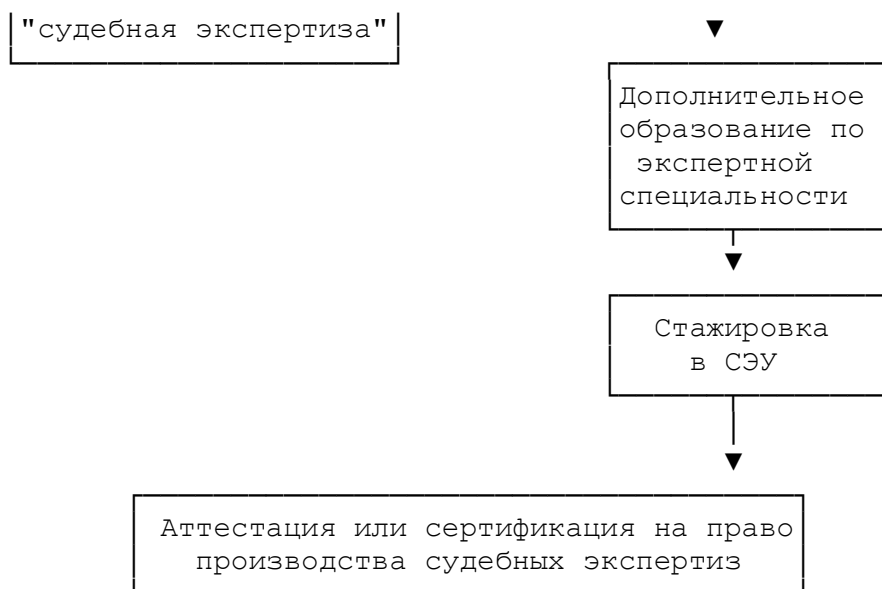 "судебная экспертиза"
Дополнительное
образование по
экспертной
специальности
Стажировка
в СЭУ
Аттестация или сертификация на право
производства судебных экспертиз